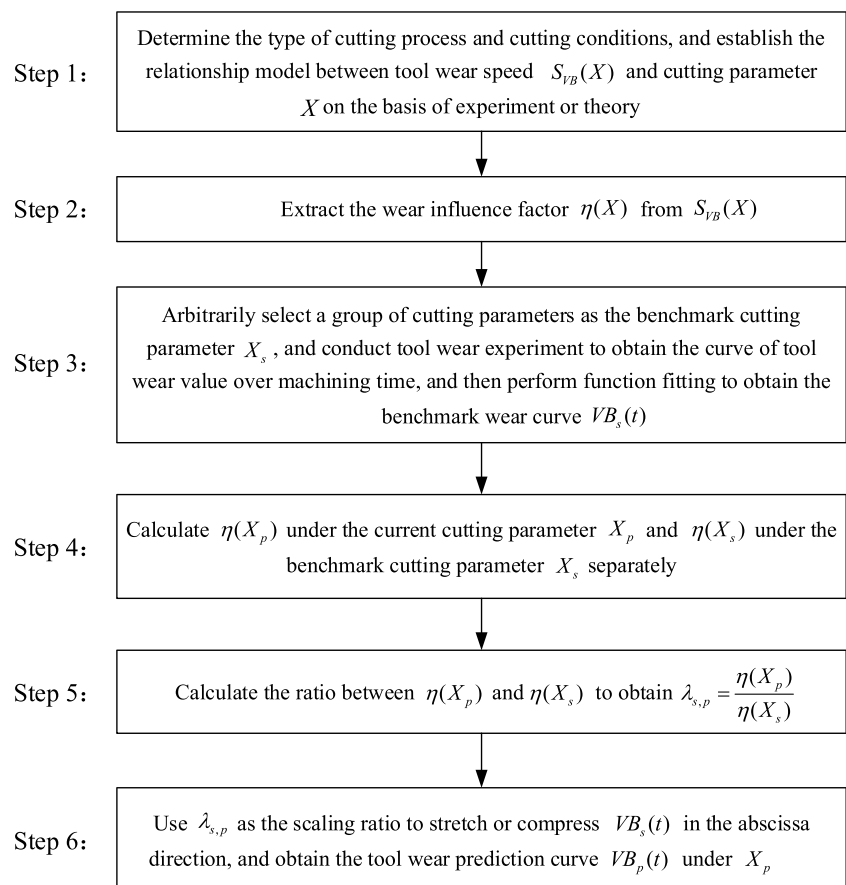 Step 1：
Determine the type of cutting process and cutting conditions, and establish the
relationship model between tool wear speed S_{VB}(X) and cutting parameter
X on the basis of experiment or theory
Step 2：
Extract the wear influence factor η(X) from S_{VB}(X)
Step 3：
Arbitrarily select a group of cutting parameters as the benchmark cutting
parameter X_s , and conduct tool wear experiment to obtain the curve of tool
wear value over machining time, and then perform function fitting to obtain the
benchmark wear curve VB_s(t)
Step 4：
Calculate η(X_p) under the current cutting parameter X_p and η(X_s) under the
benchmark cutting parameter X_s separately
Step 5：
Calculate the ratio between η(X_p) and η(X_s) to obtain λ_{s,p} = η(X_p) / η(X_s)
Step 6：
Use λ_{s,p} as the scaling ratio to stretch or compress VB_s(t) in the abscissa
direction, and obtain the tool wear prediction curve VB_p(t) under X_p